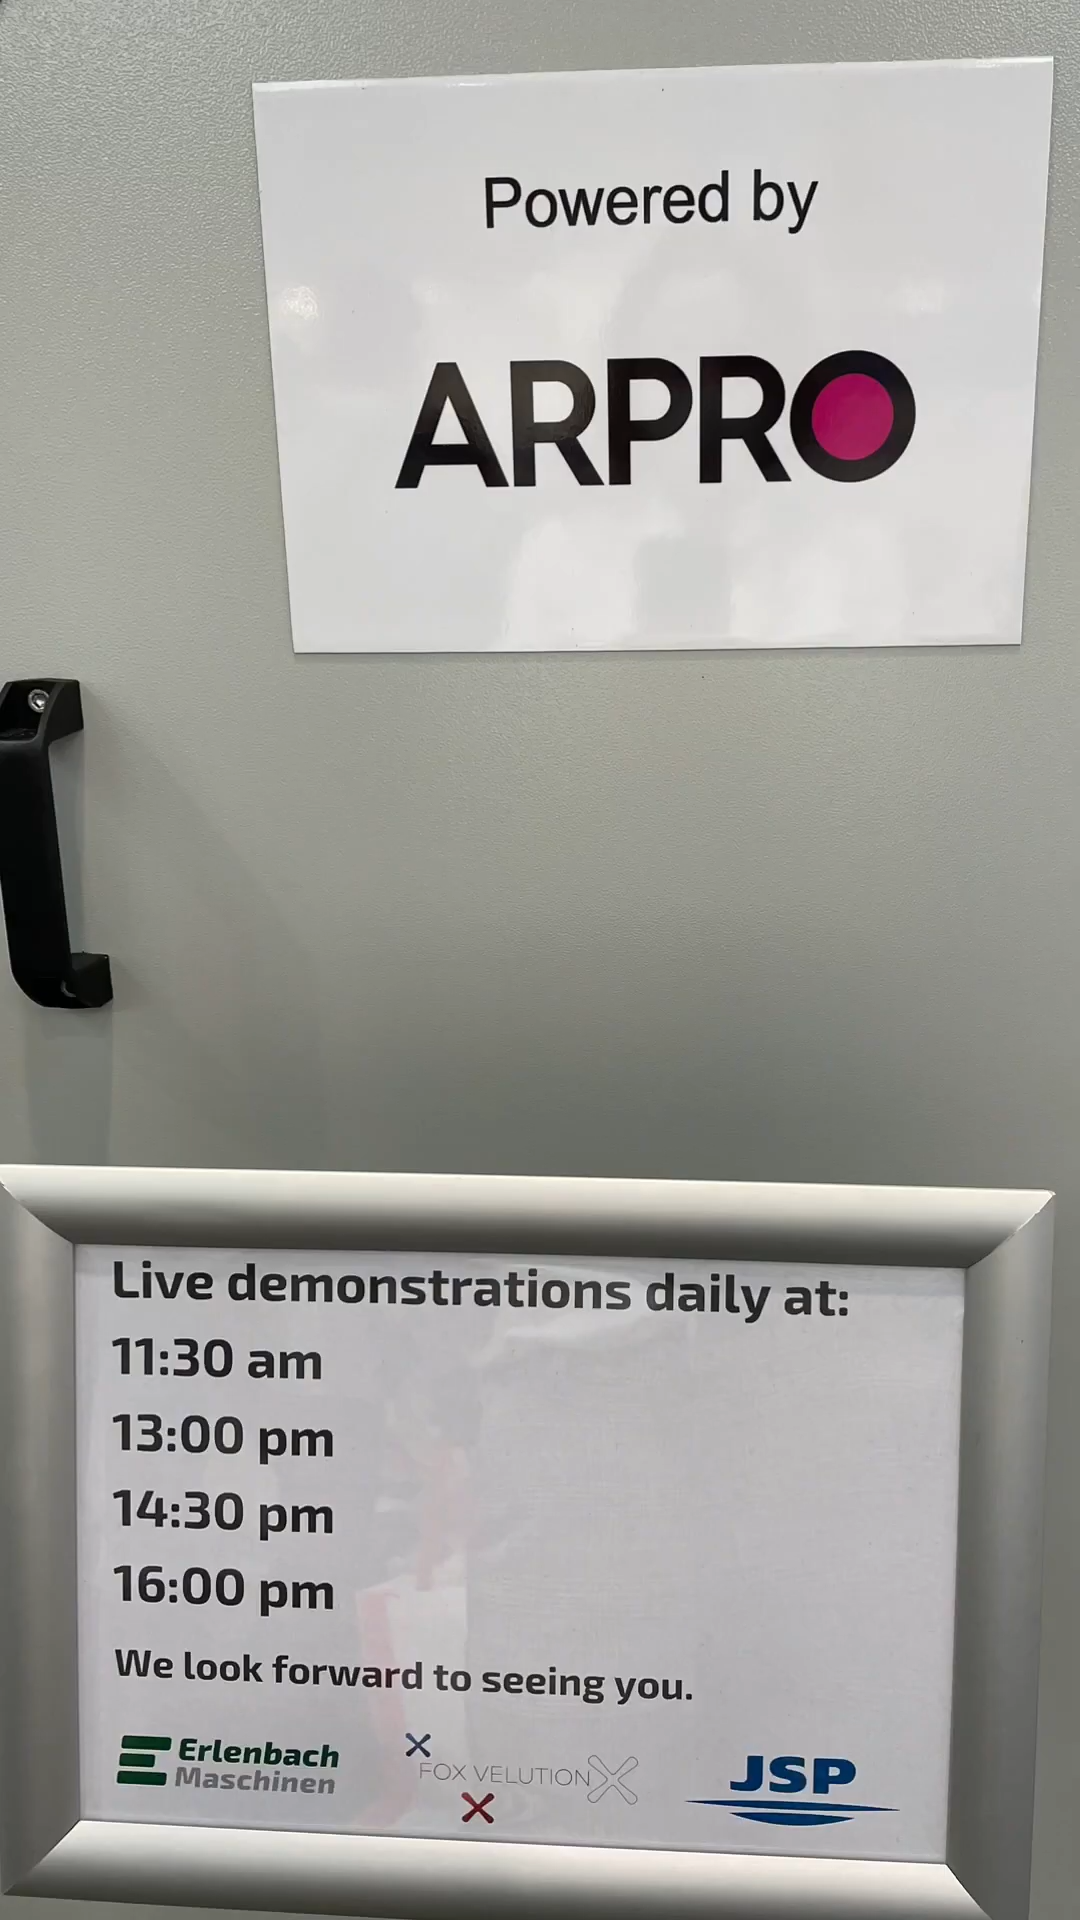 Powered by
ARPRO
Live demonstrations daily at:
11:30 am
13:00 pm
14:30 pm
16:00 pm
We look forward to seeing you.
Erlenbach
Maschinen
FOX VELUTION
JSP